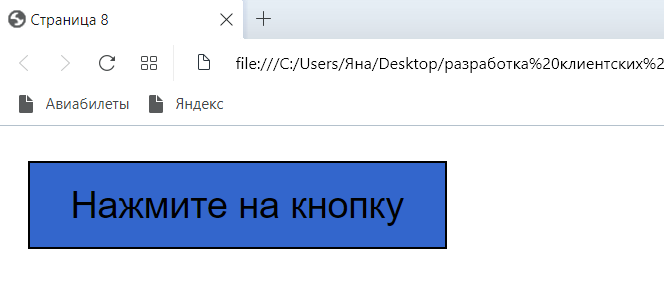 Страница 8
file:///C:/Users/Яна/Desktop/разработка%20клиентских%2
Авиабилеты Яндекс
Нажмите на кнопку